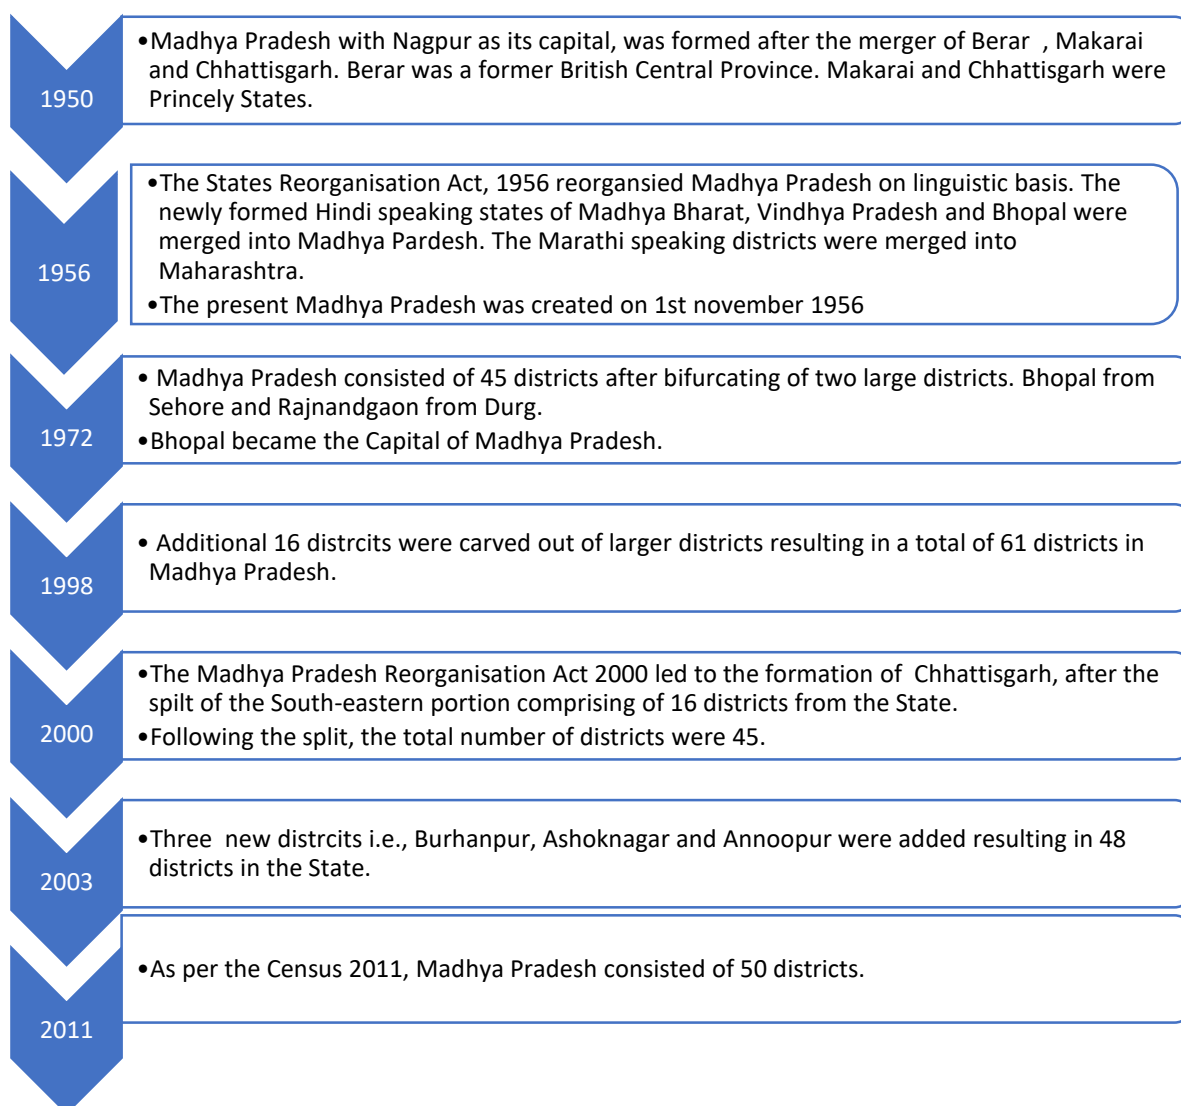 •Madhya Pradesh with Nagpur as its capital, was formed after the merger of Berar , Makarai
and Chhattisgarh. Berar was a former British Central Province. Makarai and Chhattisgarh were
Princely States.
1950
•The States Reorganisation Act, 1956 reorgansied Madhya Pradesh on linguistic basis. The
newly formed Hindi speaking states of Madhya Bharat, Vindhya Pradesh and Bhopal were
merged into Madhya Pardesh. The Marathi speaking districts were merged into
Maharashtra.
•The present Madhya Pradesh was created on 1st november 1956
1956
• Madhya Pradesh consisted of 45 districts after bifurcating of two large districts. Bhopal from
Sehore and Rajnandgaon from Durg.
•Bhopal became the Capital of Madhya Pradesh.
1972
• Additional 16 distrcits were carved out of larger districts resulting in a total of 61 districts in
Madhya Pradesh.
1998
•The Madhya Pradesh Reorganisation Act 2000 led to the formation of Chhattisgarh, after the
spilt of the South-eastern portion comprising of 16 districts from the State.
•Following the split, the total number of districts were 45.
2000
•Three new distrcits i.e., Burhanpur, Ashoknagar and Annoopur were added resulting in 48
districts in the State.
2003
•As per the Census 2011, Madhya Pradesh consisted of 50 districts.
2011